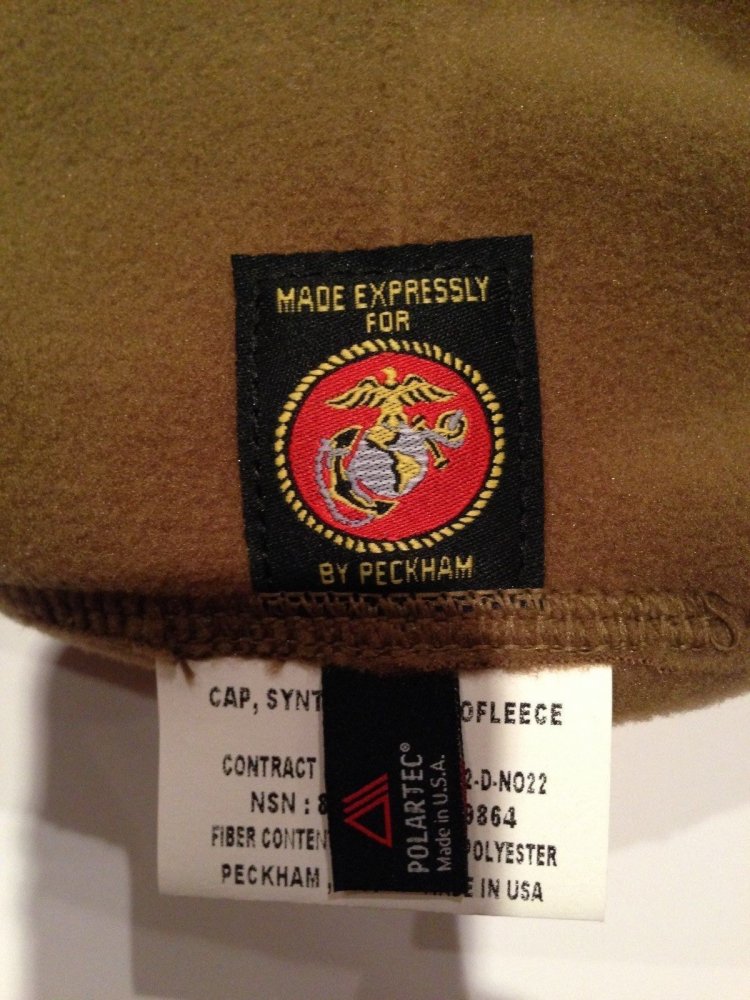 MADE EXPRESSLY
FOR
BY PECKHAM
CAP, SYNT OFLEECE
CONTRACT 2-D-NO22
NSN : 8 9864
FIBER CONTEN POLYESTER
PECKHAM , IN USA
POLARTEC®
Made in U.S.A.